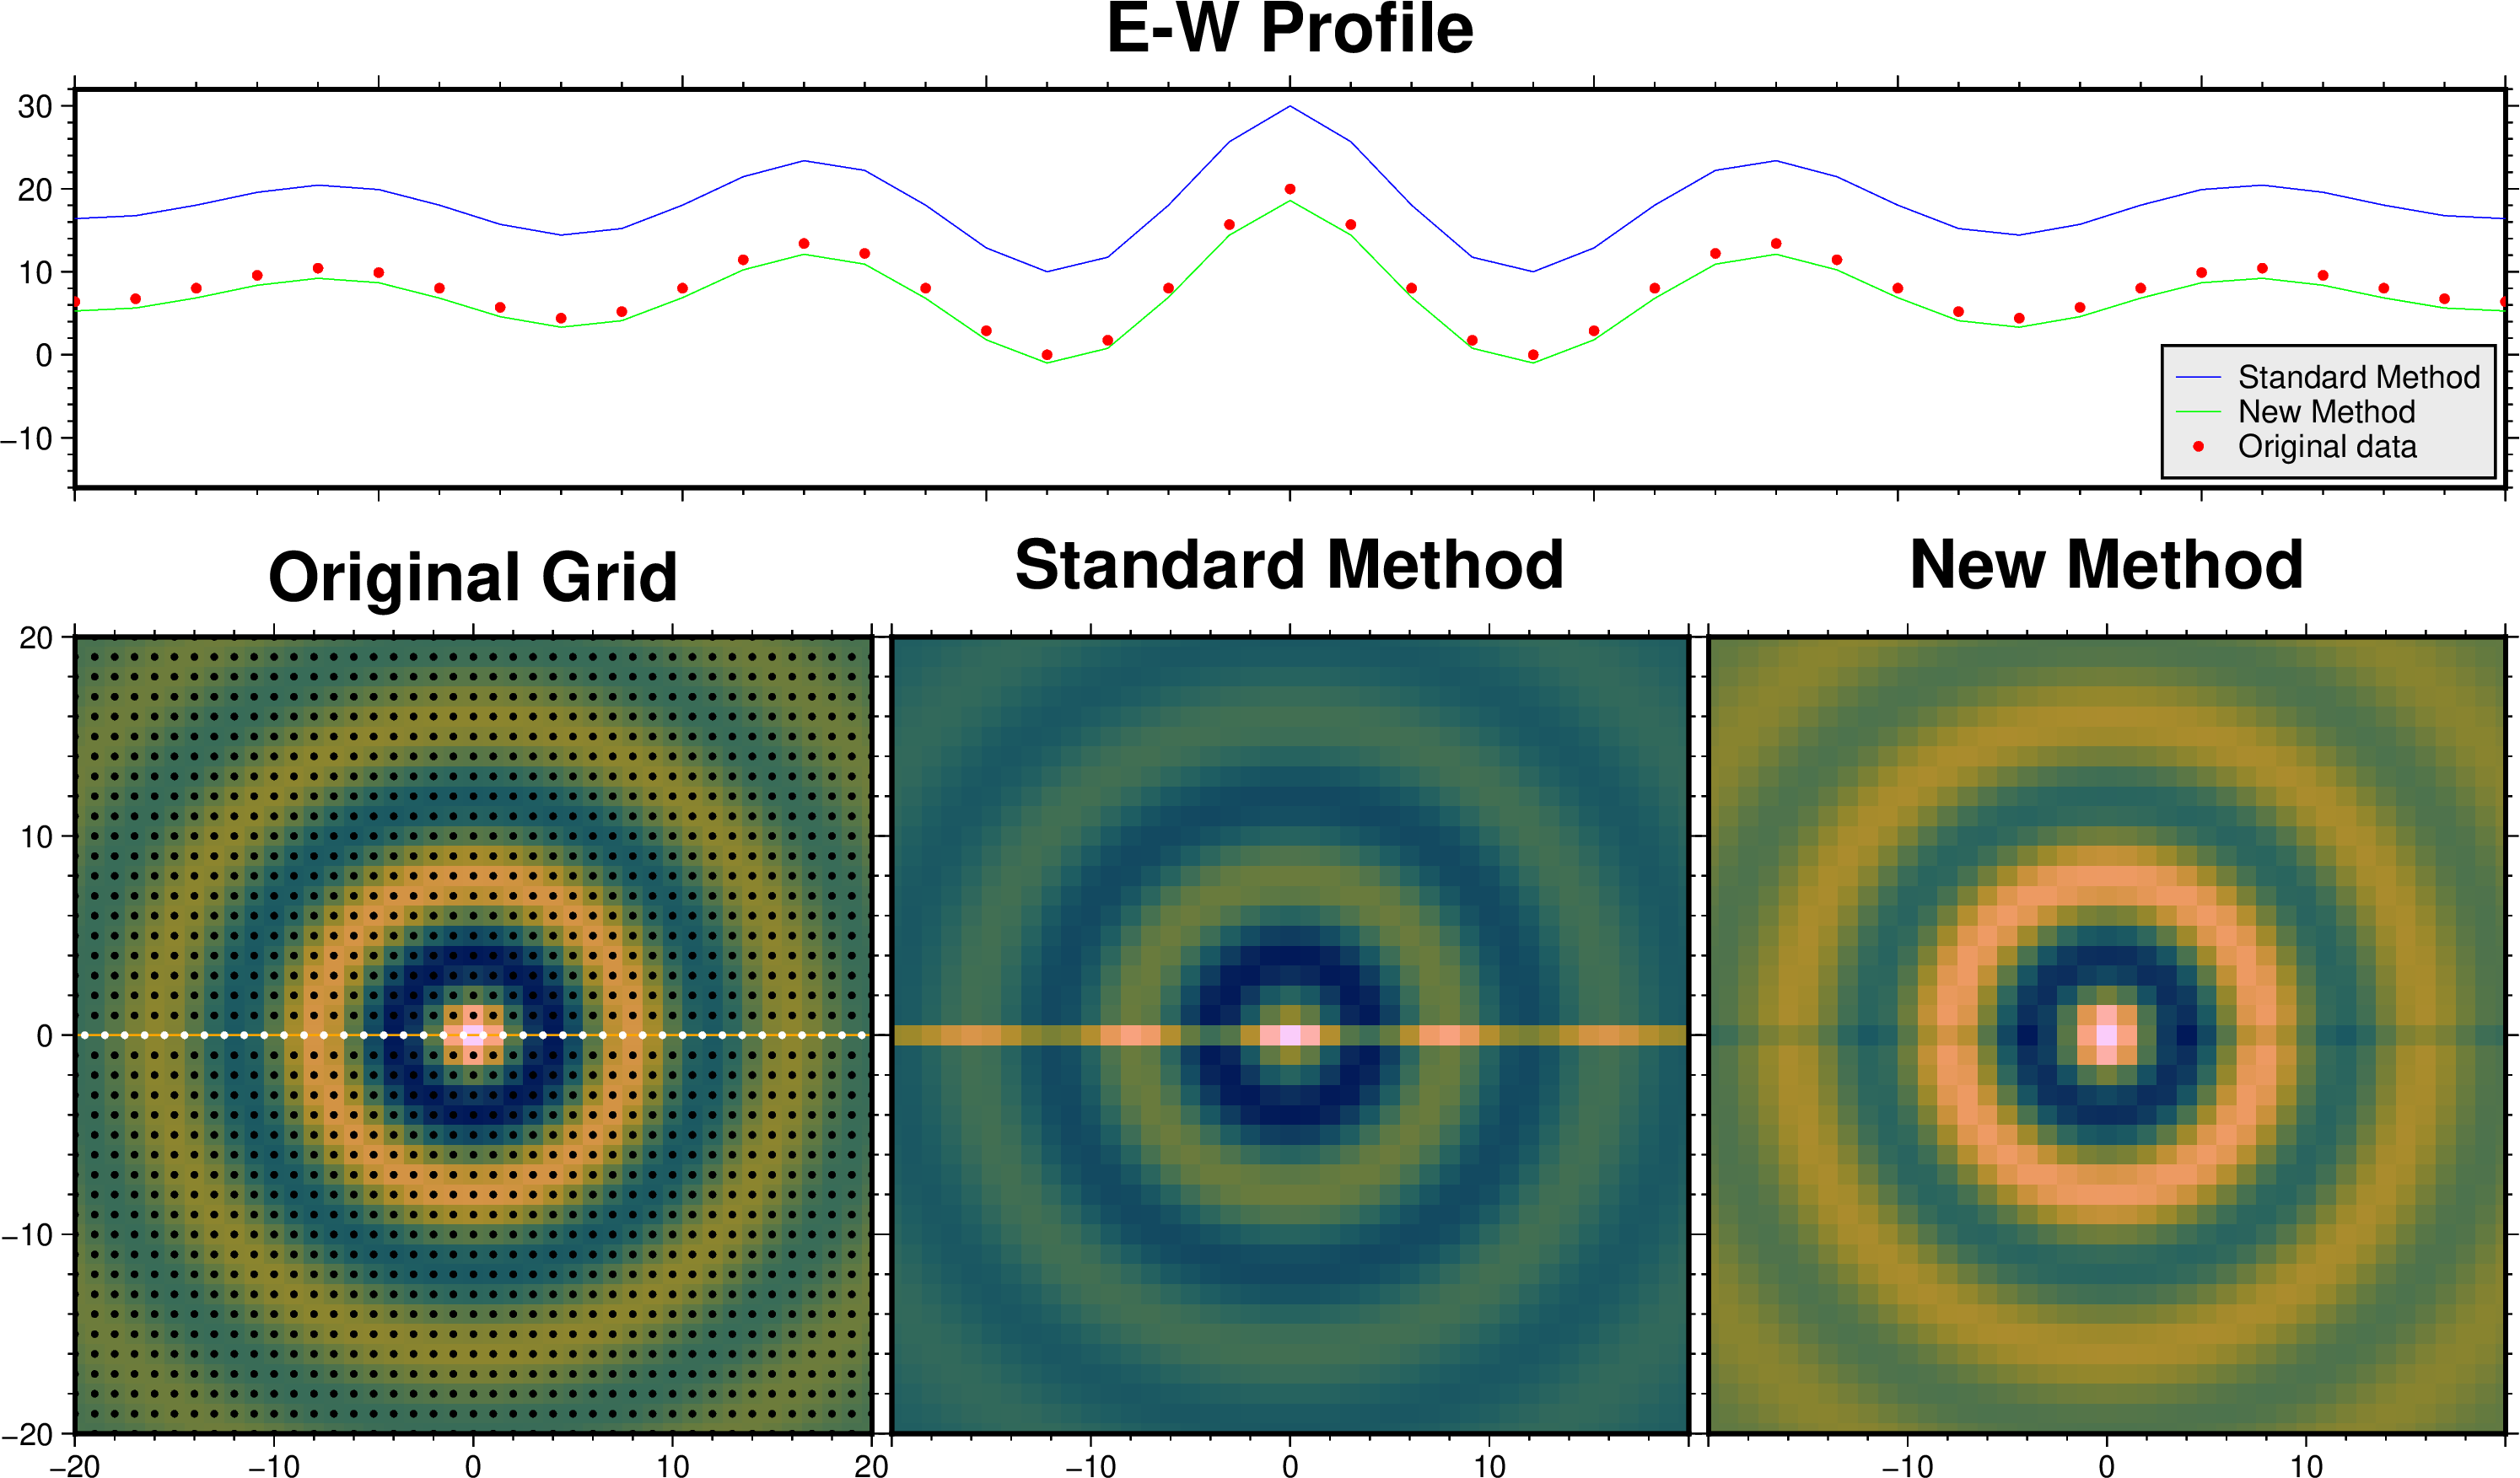 E-W Profile
30
20
10
0
−10
Standard Method
New Method
Original data
Original Grid
Standard Method
New Method
20
10
0
−10
−20
−20 −10 0 10 20
−10 0 10
−10 0 10